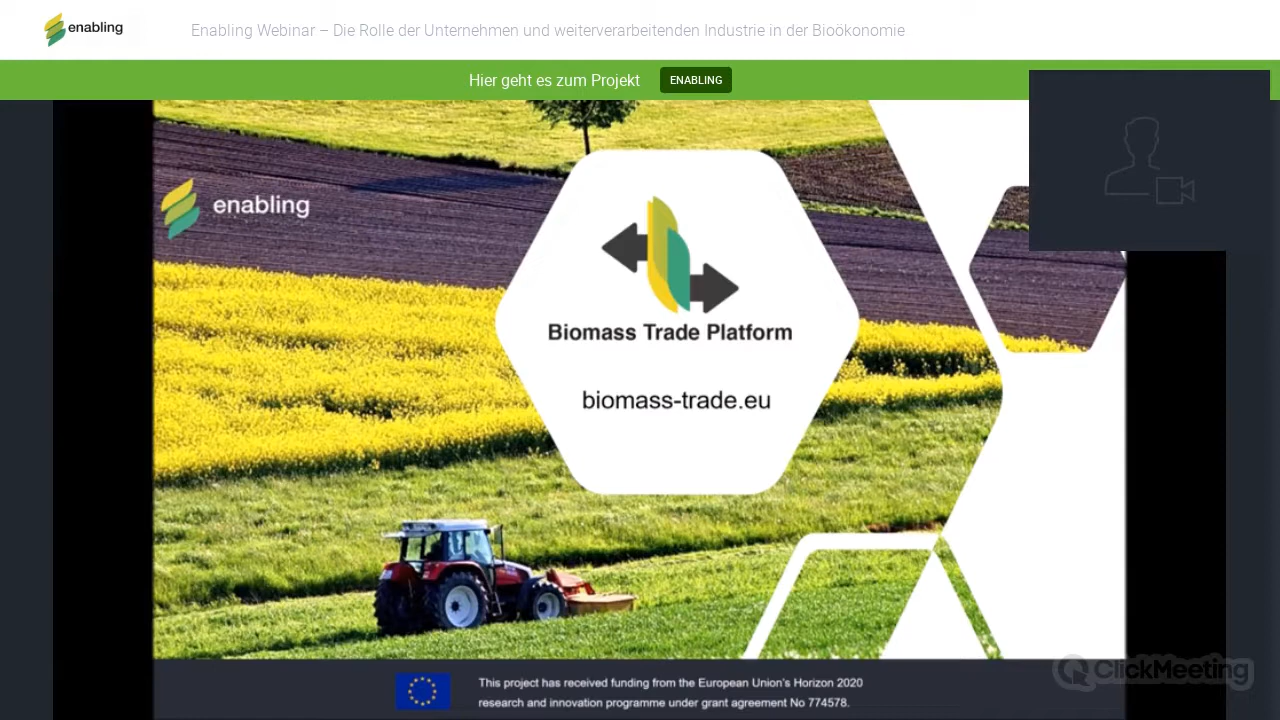 enabling
Enabling Webinar – Die Rolle der Unternehmen und weiterverarbeitenden Industrie in der Bioökonomie
Hier geht es zum Projekt
ENABLING
enabling
Biomass Trade Platform
biomass-trade.eu
This project has received funding from the European Union's Horizon 2020
research and innovation programme under grant agreement No 774578.
ClickMeeting